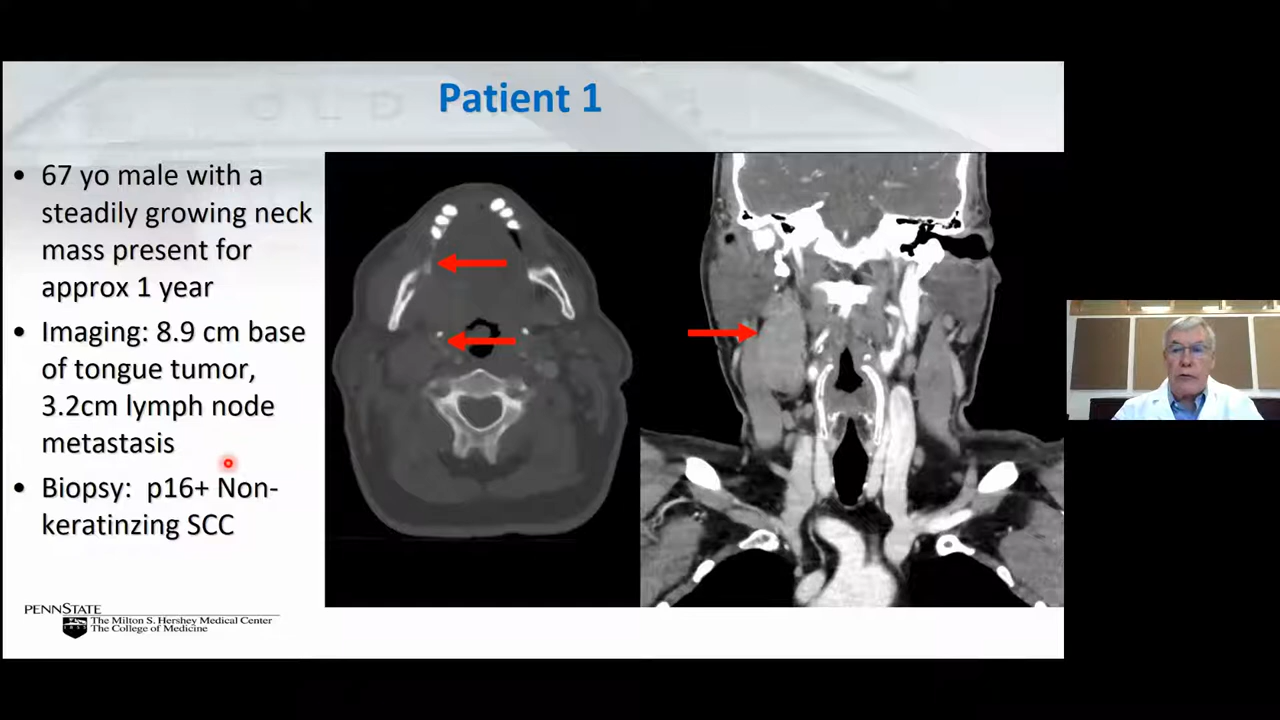 Patient 1
• 67 yo male with a
steadily growing neck
mass present for
approx 1 year
• Imaging: 8.9 cm base
of tongue tumor,
3.2cm lymph node
metastasis
• Biopsy: p16+ Non-
keratinzing SCC
PENNSTATE
The Milton S. Hershey Medical Center
The College of Medicine